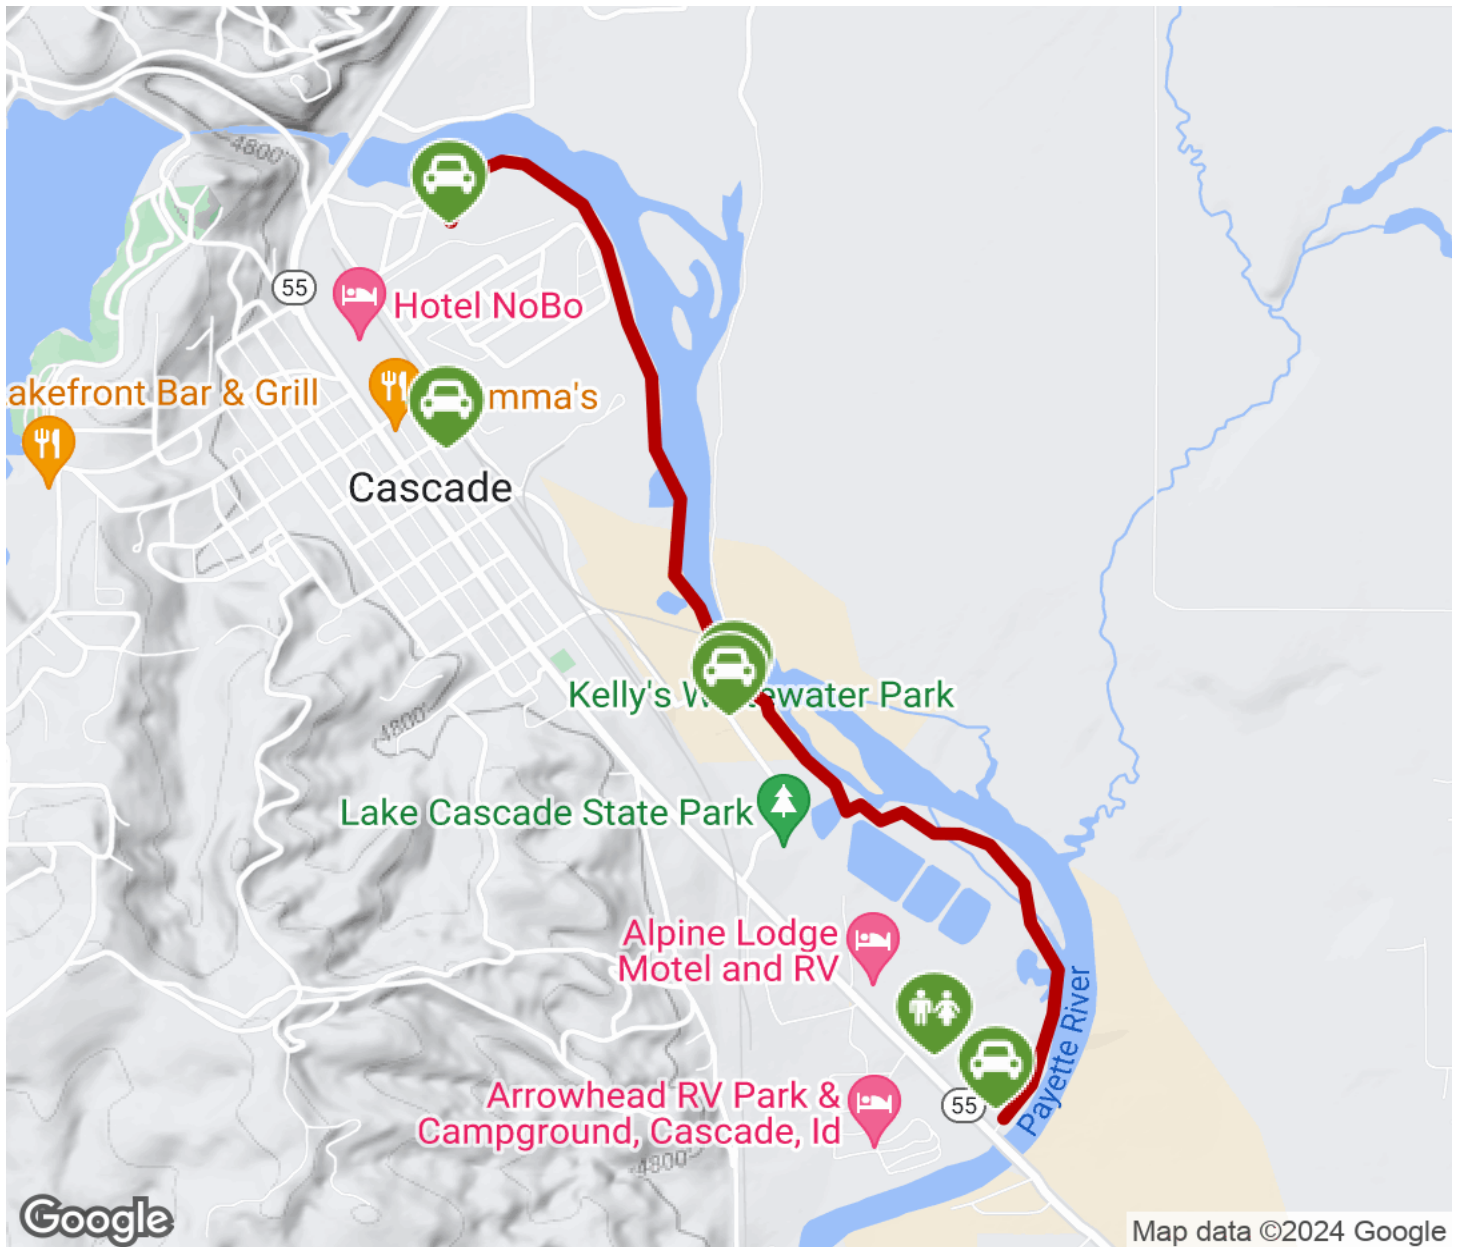 4800'
55
Hotel NoBo
akefront Bar & Grill
mma's
Cascade
Kelly's W tewater Park
4800'
Lake Cascade State Park
Alpine Lodge
Motel and RV
Payette River
Arrowhead RV Park &
Campground, Cascade, Id
55
4800'
Google
Map data ©2024 Google